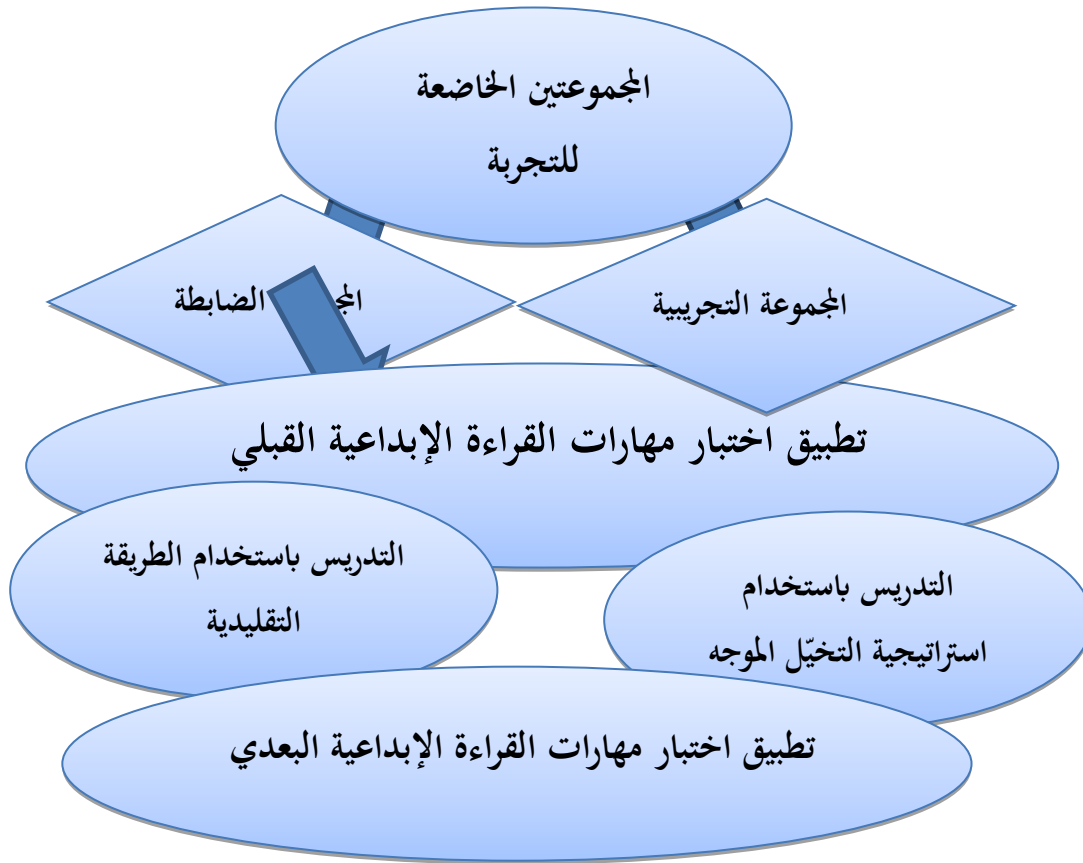 المجموعتين الخاضعة
للتجربة
المجموعة التجريبية
الضابطة
تطبيق اختبار مهارات القراءة الإبداعية القبلي
التدريس باستخدام
استراتيجية التخيّل الموجه
التدريس باستخدام الطريقة
التقليدية
تطبيق اختبار مهارات القراءة الإبداعية البعدي